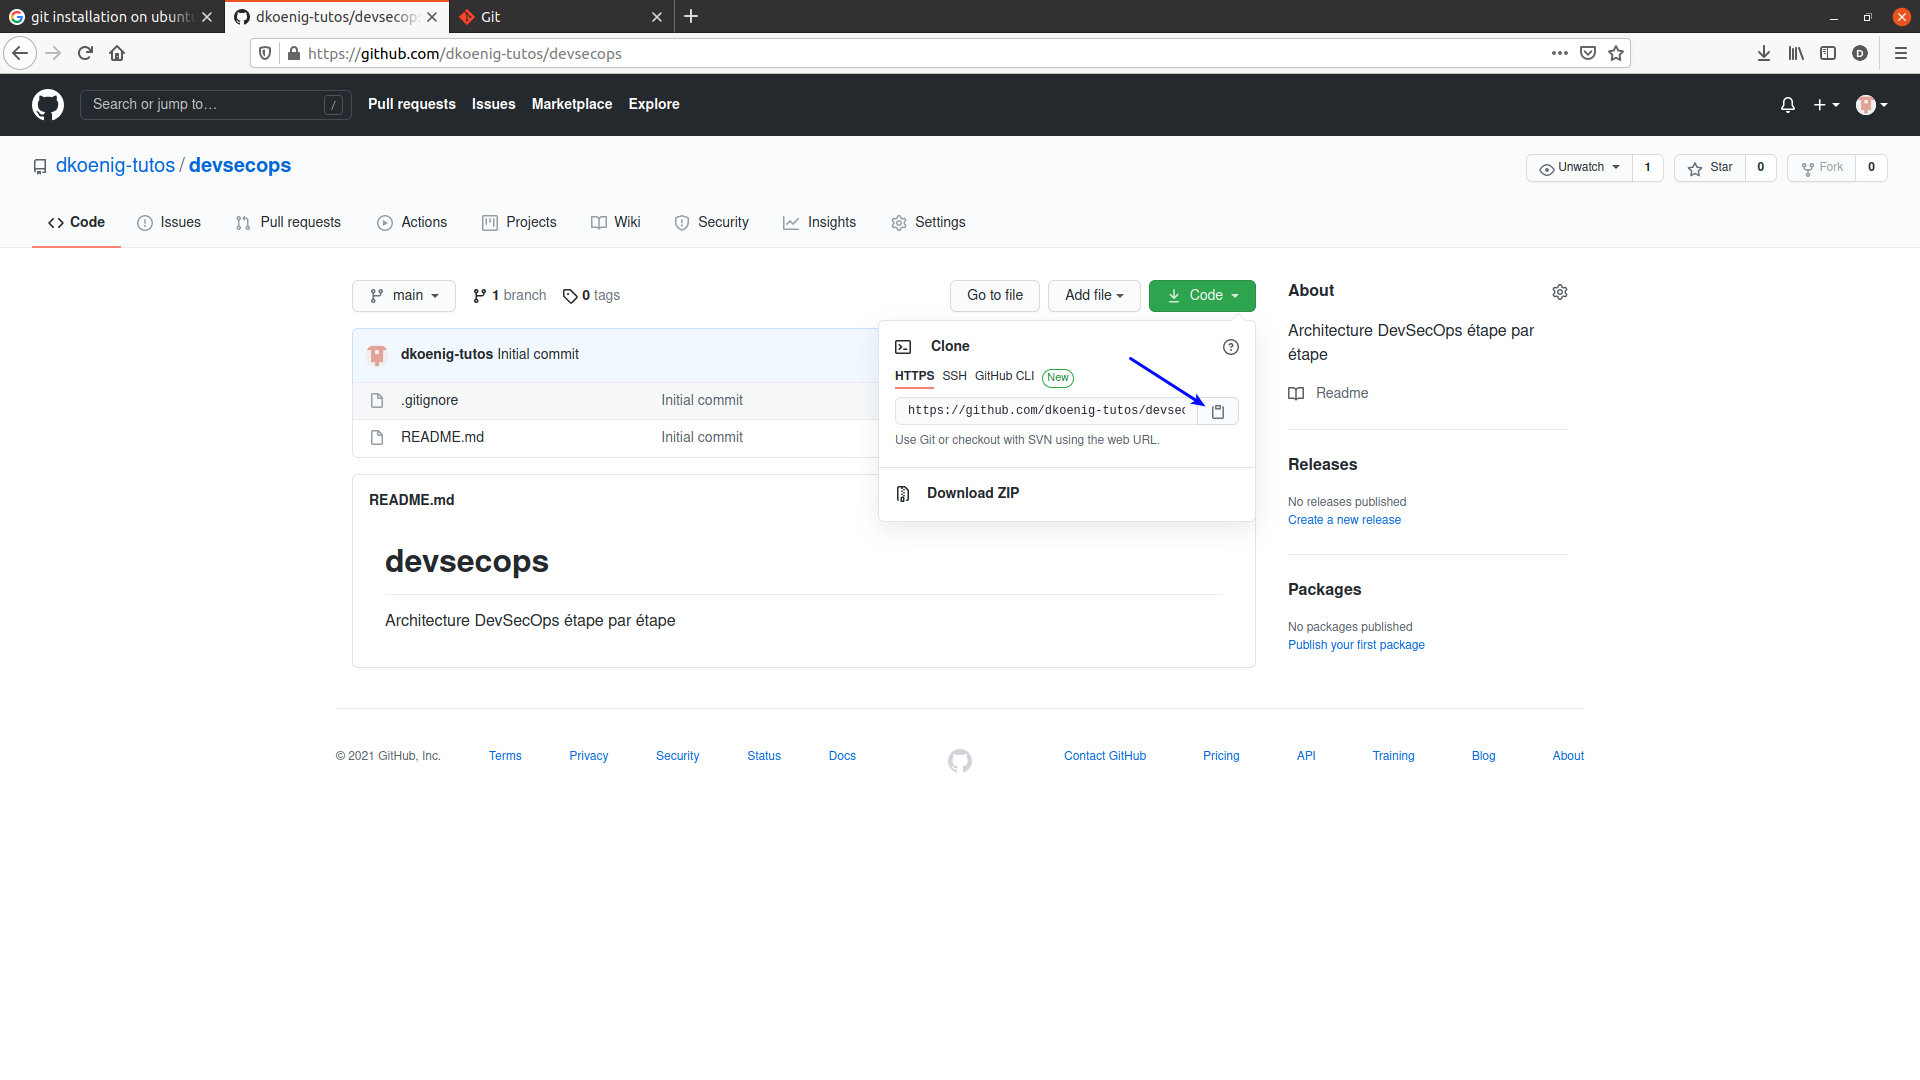 git installation on ubunt
dkoenig-tutos/devsecop
Git
https://github.com/dkoenig-tutos/devsecops
D
Search or jump to…
/
Pull requests
Issues
Marketplace
Explore
dkoenig-tutos / devsecops
Unwatch 1
Star 0
Fork 0
Code
Issues
Pull requests
Actions
Projects
Wiki
Security
Insights
Settings
main
1 branch
0 tags
Go to file
Add file
Code
dkoenig-tutos Initial commit
.gitignore Initial commit
README.md Initial commit
Clone
HTTPS SSH GitHub CLI New
https://github.com/dkoenig-tutos/devsec
Use Git or checkout with SVN using the web URL.
Download ZIP
README.md
devsecops
Architecture DevSecOps étape par étape
About
Architecture DevSecOps étape par
étape
Readme
Releases
No releases published
Create a new release
Packages
No packages published
Publish your first package
© 2021 GitHub, Inc. Terms Privacy Security Status Docs Contact GitHub Pricing API Training Blog About